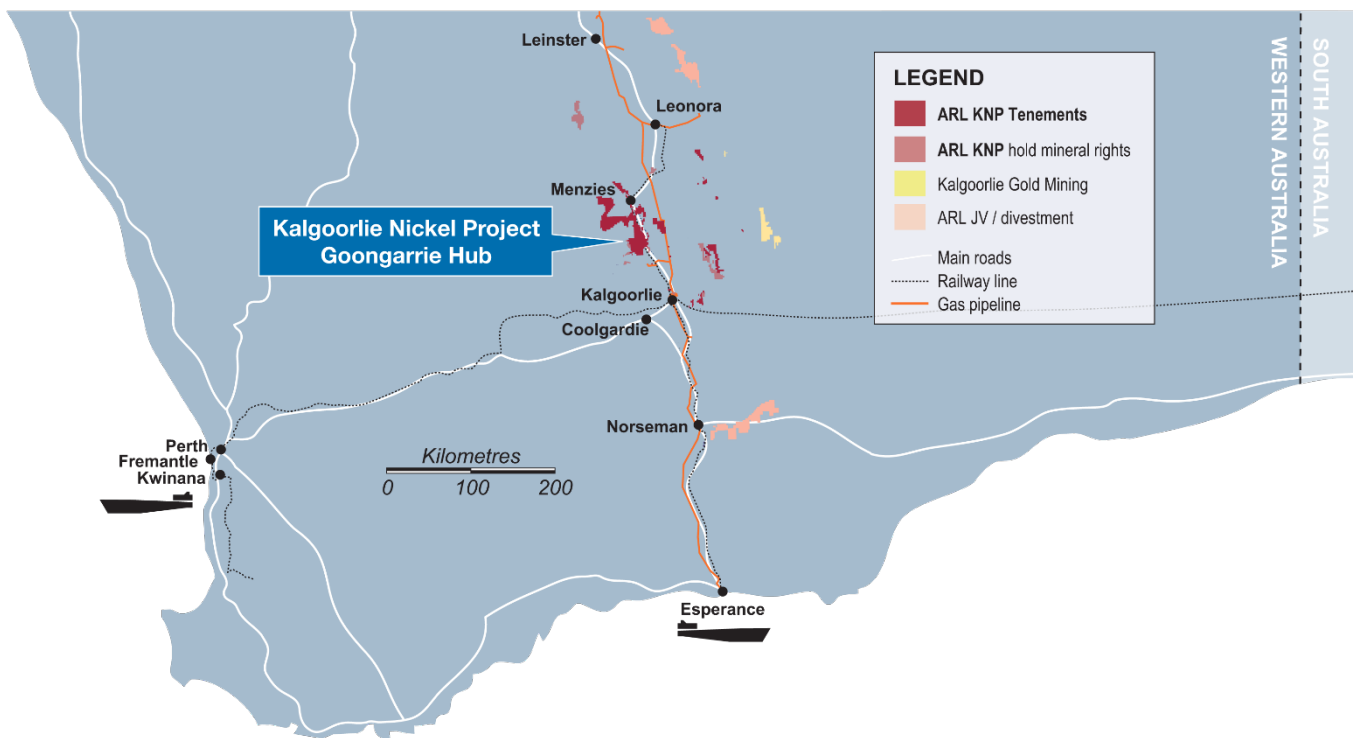 Leinster
Leonora
Menzies
Kalgoorlie Nickel Project
Goongarrie Hub
Kalgoorlie
Coolgardie
Norseman
Perth
Fremantle
Kwinana
Kilometres
0 100 200
Esperance
LEGEND
ARL KNP Tenements
ARL KNP hold mineral rights
Kalgoorlie Gold Mining
ARL JV / divestment
Main roads
Railway line
Gas pipeline
WESTERN AUSTRALIA
SOUTH AUSTRALIA